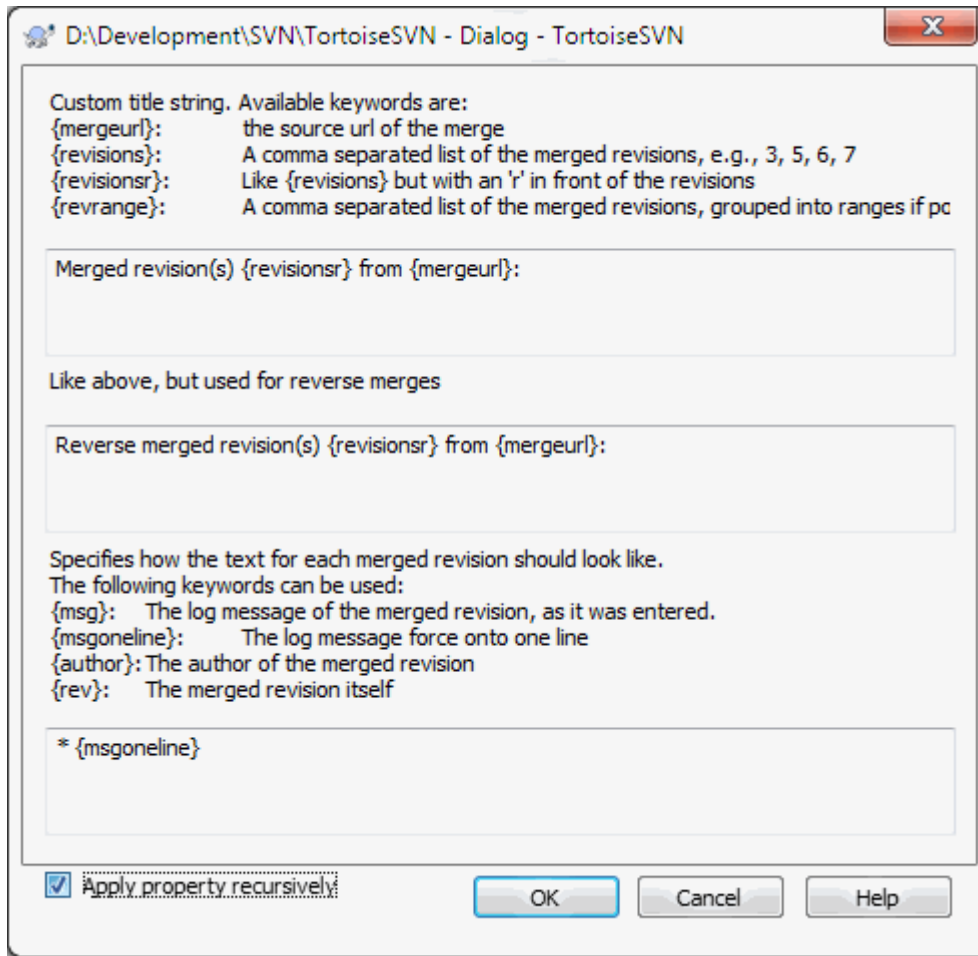 D:\Development\SVN\TortoiseSVN - Dialog - TortoiseSVN
Custom title string. Available keywords are:
{mergeurl}: the source url of the merge
{revisions}: A comma separated list of the merged revisions, e.g., 3, 5, 6, 7
{revisionsr}: Like {revisions} but with an 'r' in front of the revisions
{revrange}: A comma separated list of the merged revisions, grouped into ranges if po
Merged revision(s) {revisionsr} from {mergeurl}:
Like above, but used for reverse merges
Reverse merged revision(s) {revisionsr} from {mergeurl}:
Specifies how the text for each merged revision should look like.
The following keywords can be used:
{msg}: The log message of the merged revision, as it was entered.
{msgoneline}: The log message force onto one line
{author}: The author of the merged revision
{rev}: The merged revision itself
* {msgoneline}
Apply property recursively
OK Cancel Help